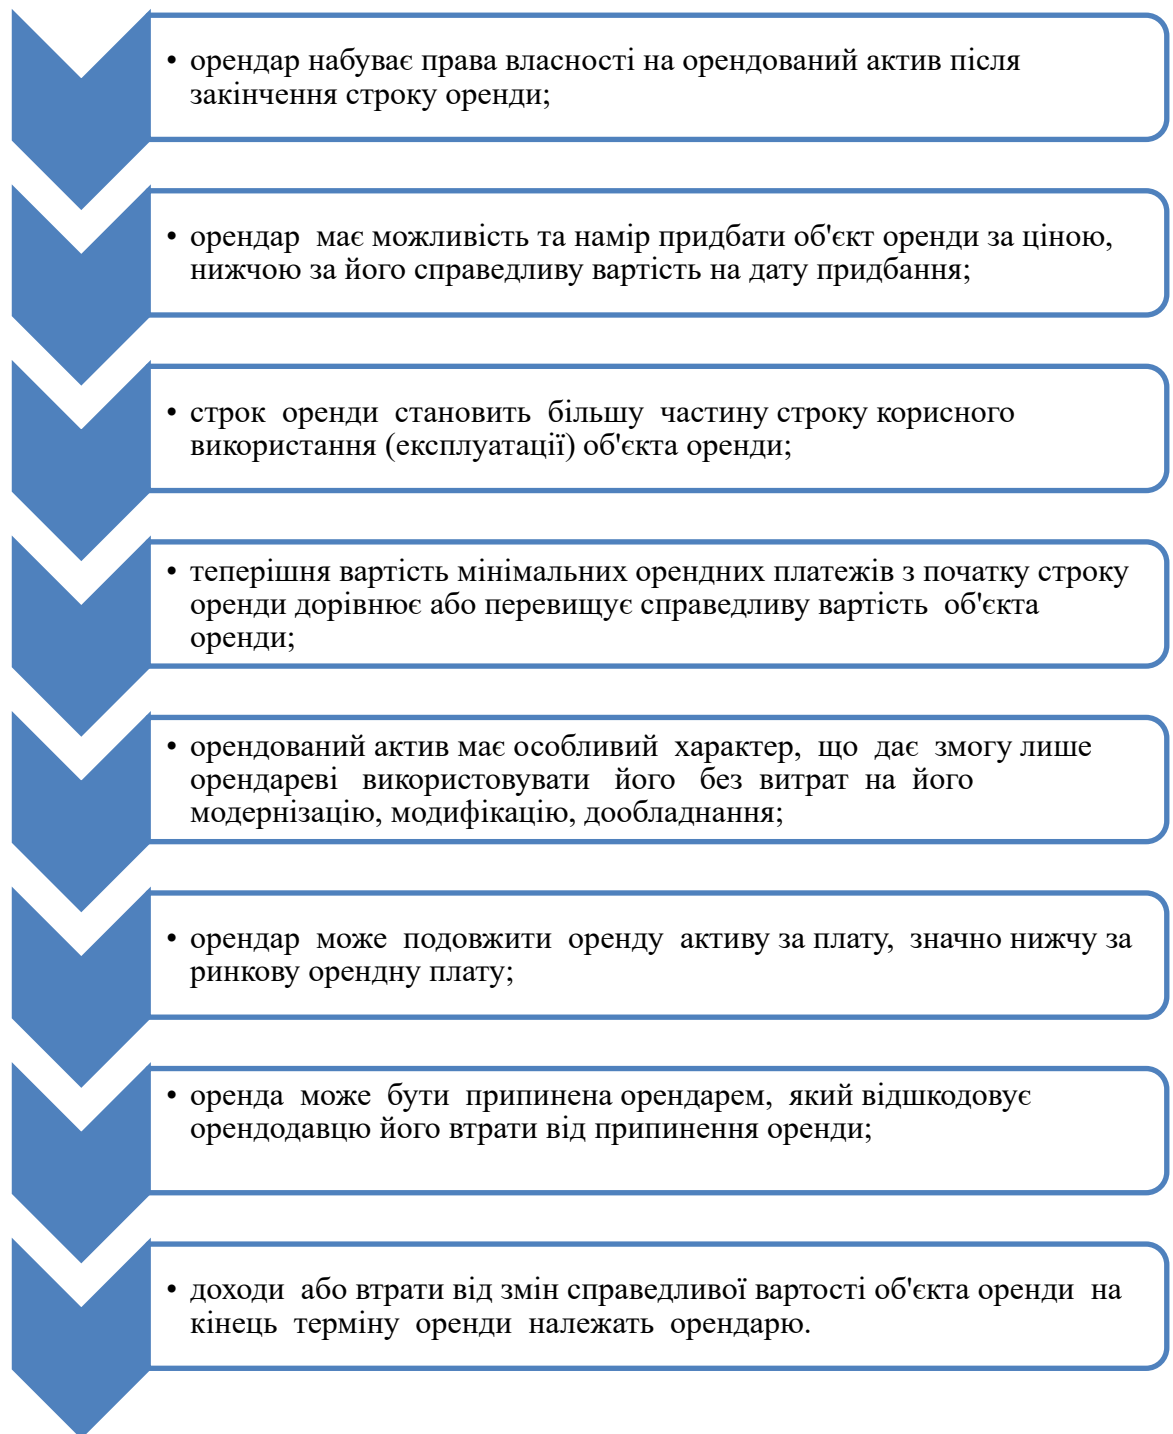 • орендар набуває права власності на орендований актив після
закінчення строку оренди;
• орендар має можливість та намір придбати об'єкт оренди за ціною,
нижчою за його справедливу вартість на дату придбання;
• строк оренди становить більшу частину строку корисного
використання (експлуатації) об'єкта оренди;
• теперішня вартість мінімальних орендних платежів з початку строку
оренди дорівнює або перевищує справедливу вартість об'єкта
оренди;
• орендований актив має особливий характер, що дає змогу лише
орендареві використовувати його без витрат на його
модернізацію, модифікацію, дообладнання;
• орендар може подовжити оренду активу за плату, значно нижчу за
ринкову орендну плату;
• оренда може бути припинена орендарем, який відшкодовує
орендодавцю його втрати від припинення оренди;
• доходи або втрати від змін справедливої вартості об'єкта оренди на
кінець терміну оренди належать орендарю.